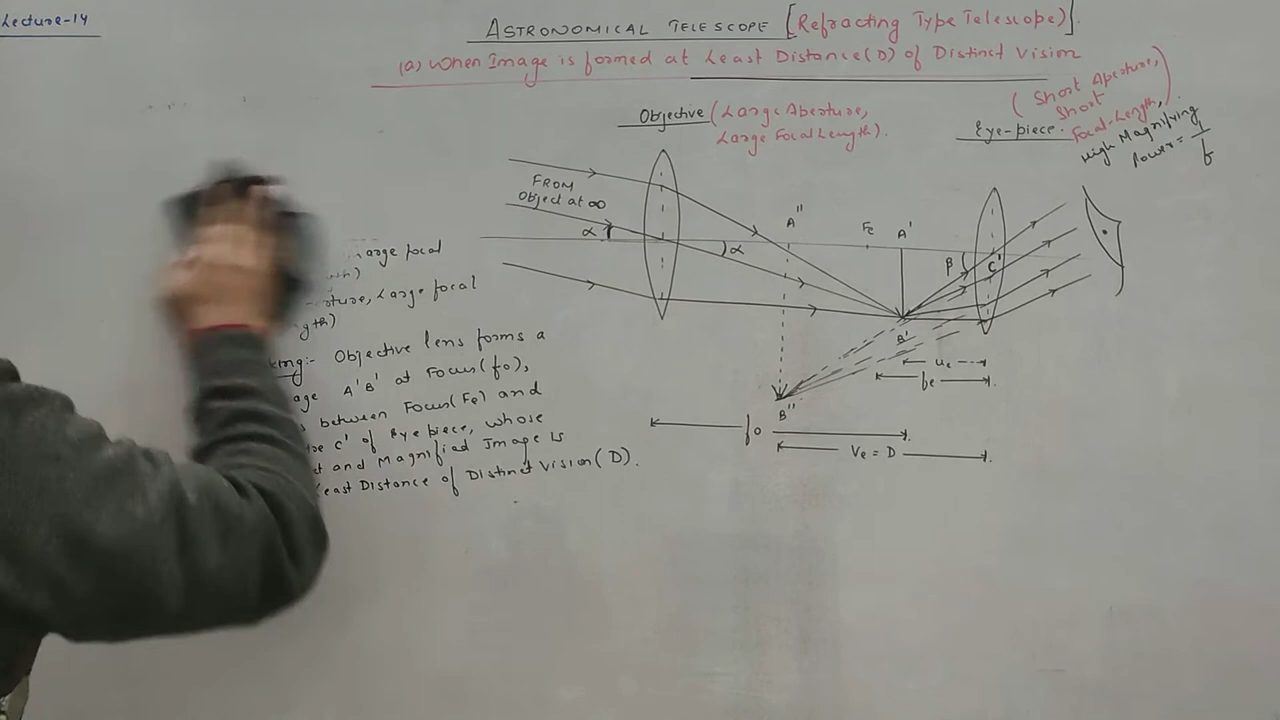 Lecture-14
ASTRONOMICAL TELESCOPE [Refracting Type Telescope].
(a) When Image is formed at Least Distance(D) of Distinct Vision
Objective (Large Aperture,
Large Focal Length).
Eye-piece. (Short Aperture,
Short
Focal-Length,
High Magnifying
Power = 1/f
FROM
Object at ∞
α
α
A"
Fe
A'
β
C'
B'
B"
ue
fe
fo
Ve = D
Large focal
Large focal
Objective lens forms a
A'B' at Focus(fo),
between Focus(Fe) and
C' of Eyepiece, whose
and Magnified Image is
Least Distance of Distinct Vision(D).